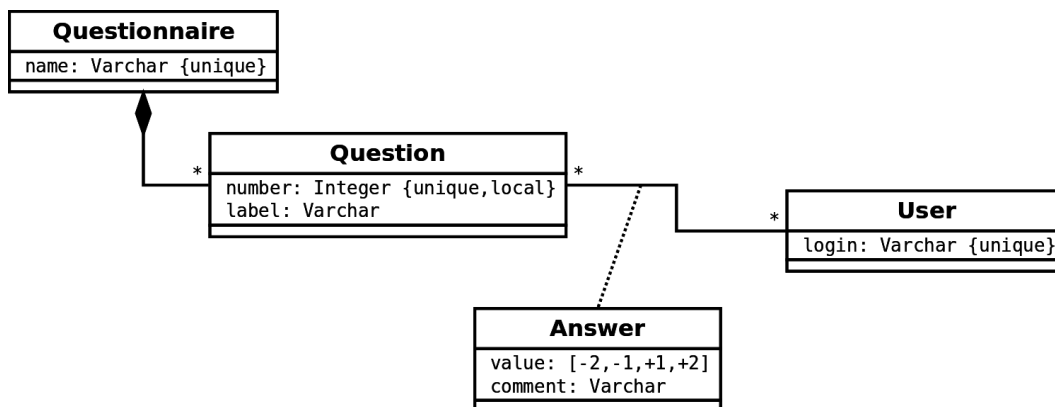 Questionnaire
name: Varchar {unique}
*
Question
*
number: Integer {unique,local}
label: Varchar
*
User
login: Varchar {unique}
Answer
value: [-2,-1,+1,+2]
comment: Varchar